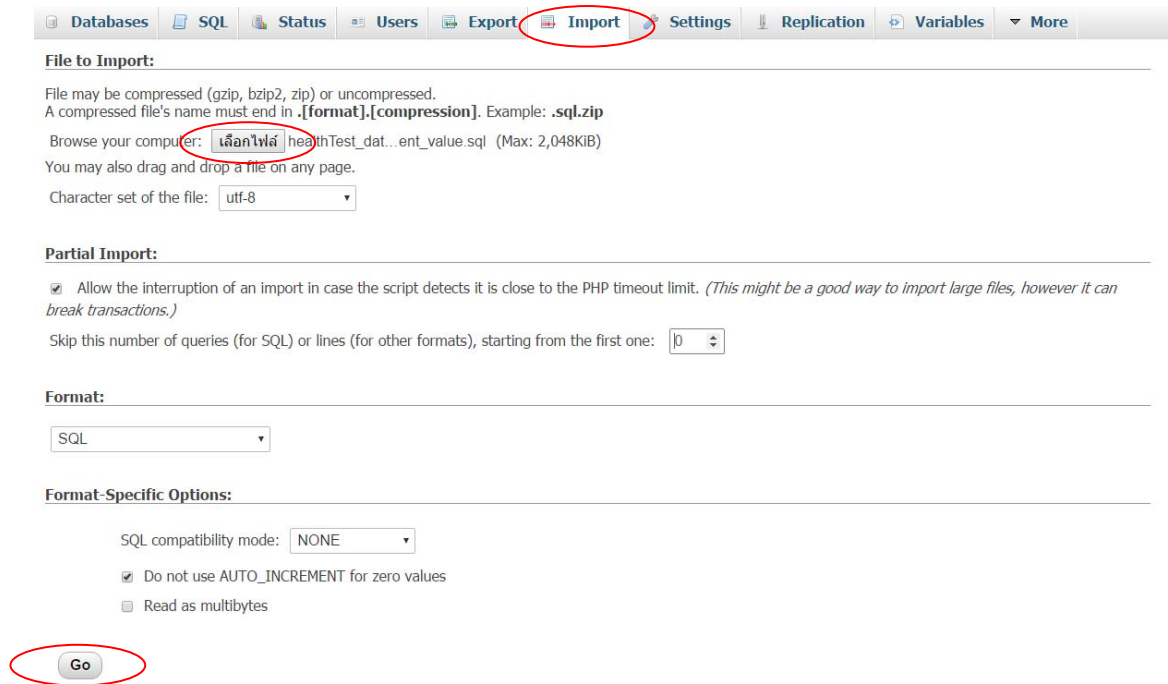 Databases SQL Status Users Export Import Settings Replication Variables More
File to Import:
File may be compressed (gzip, bzip2, zip) or uncompressed.
A compressed file's name must end in .[format].[compression]. Example: .sql.zip
Browse your computer: เลือกไฟล์ healthTest_dat...ent_value.sql (Max: 2,048KiB)
You may also drag and drop a file on any page.
Character set of the file: utf-8
Partial Import:
Allow the interruption of an import in case the script detects it is close to the PHP timeout limit. (This might be a good way to import large files, however it can
break transactions.)
Skip this number of queries (for SQL) or lines (for other formats), starting from the first one: 0
Format:
SQL
Format-Specific Options:
SQL compatibility mode: NONE
Do not use AUTO_INCREMENT for zero values
Read as multibytes
Go